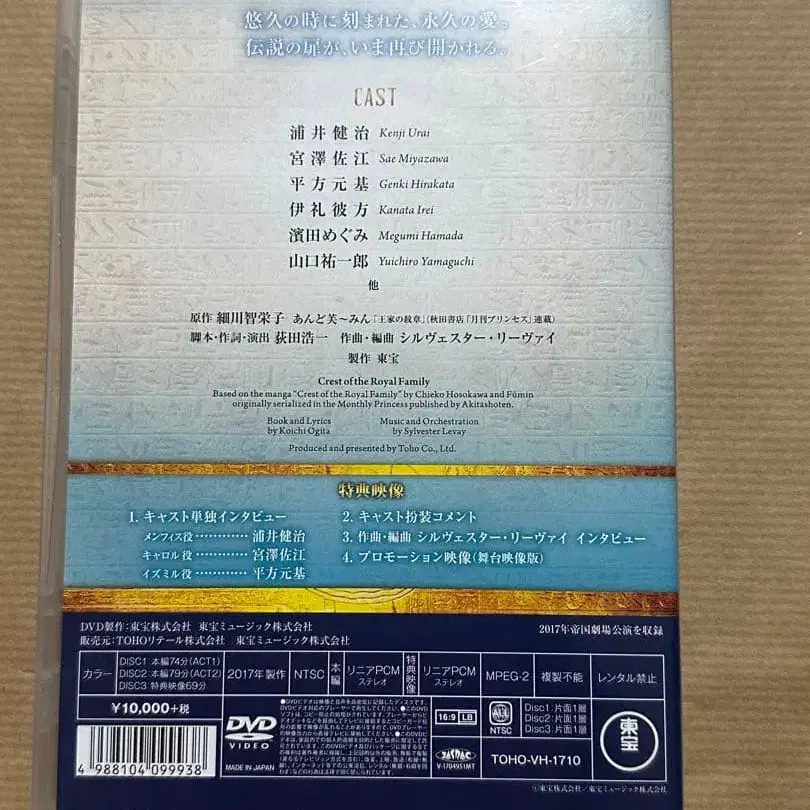 悠久の時に刻まれた、永久の愛。
伝説の扉が、いま再び開かれる。
CAST
浦井健治 Kenji Urai
宮澤佐江 Sae Miyazawa
平方元基 Genki Hirakata
伊礼彼方 Kanata Irei
濱田めぐみ Megumi Hamada
山口祐一郎 Yuichiro Yamaguchi
他
原作 細川智栄子 あんど芙〜みん「王家の紋章」(秋田書店「月刊プリンセス」連載)
脚本・作詞・演出 荻田浩一 作曲・編曲 シルヴェスター・リーヴァイ
製作 東宝
Crest of the Royal Family
Based on the manga "Crest of the Royal Family" by Chieko Hosokawa and Fūmin
originally serialized in the Monthly Princess published by Akitashoten.
Book and Lyrics Music and Orchestration
by Koichi Ogita by Sylvester Levay
Produced and presented by Toho Co., Ltd.
特典映像
1. キャスト単独インタビュー
メンフィス役 ………… 浦井健治
キャロル役 ………… 宮澤佐江
イズミル役 ………… 平方元基
2. キャスト扮装コメント
3. 作曲・編曲 シルヴェスター・リーヴァイ インタビュー
4. プロモーション映像(舞台映像版)
DVD製作:東宝株式会社 東宝ミュージック株式会社
販売元:TOHOリテール株式会社 東宝ミュージック株式会社
2017年帝国劇場公演を収録
カラー
DISC1 本編74分(ACT1)
DISC2 本編79分(ACT2)
DISC3 特典映像69分
2017年製作
NTSC
本編
リニアPCM
ステレオ
特典映像
リニアPCM
ステレオ
MPEG-2
複製不能
レンタル禁止
¥10,000+税
4 988104 099938
DVD
VIDEO
MADE IN JAPAN
16:9 LB
V-1704951MT
ALL
NTSC
Disc1:片面1層
Disc2:片面1層
Disc3:片面1層
TOHO-VH-1710
東宝
©東宝株式会社/東宝ミュージック株式会社